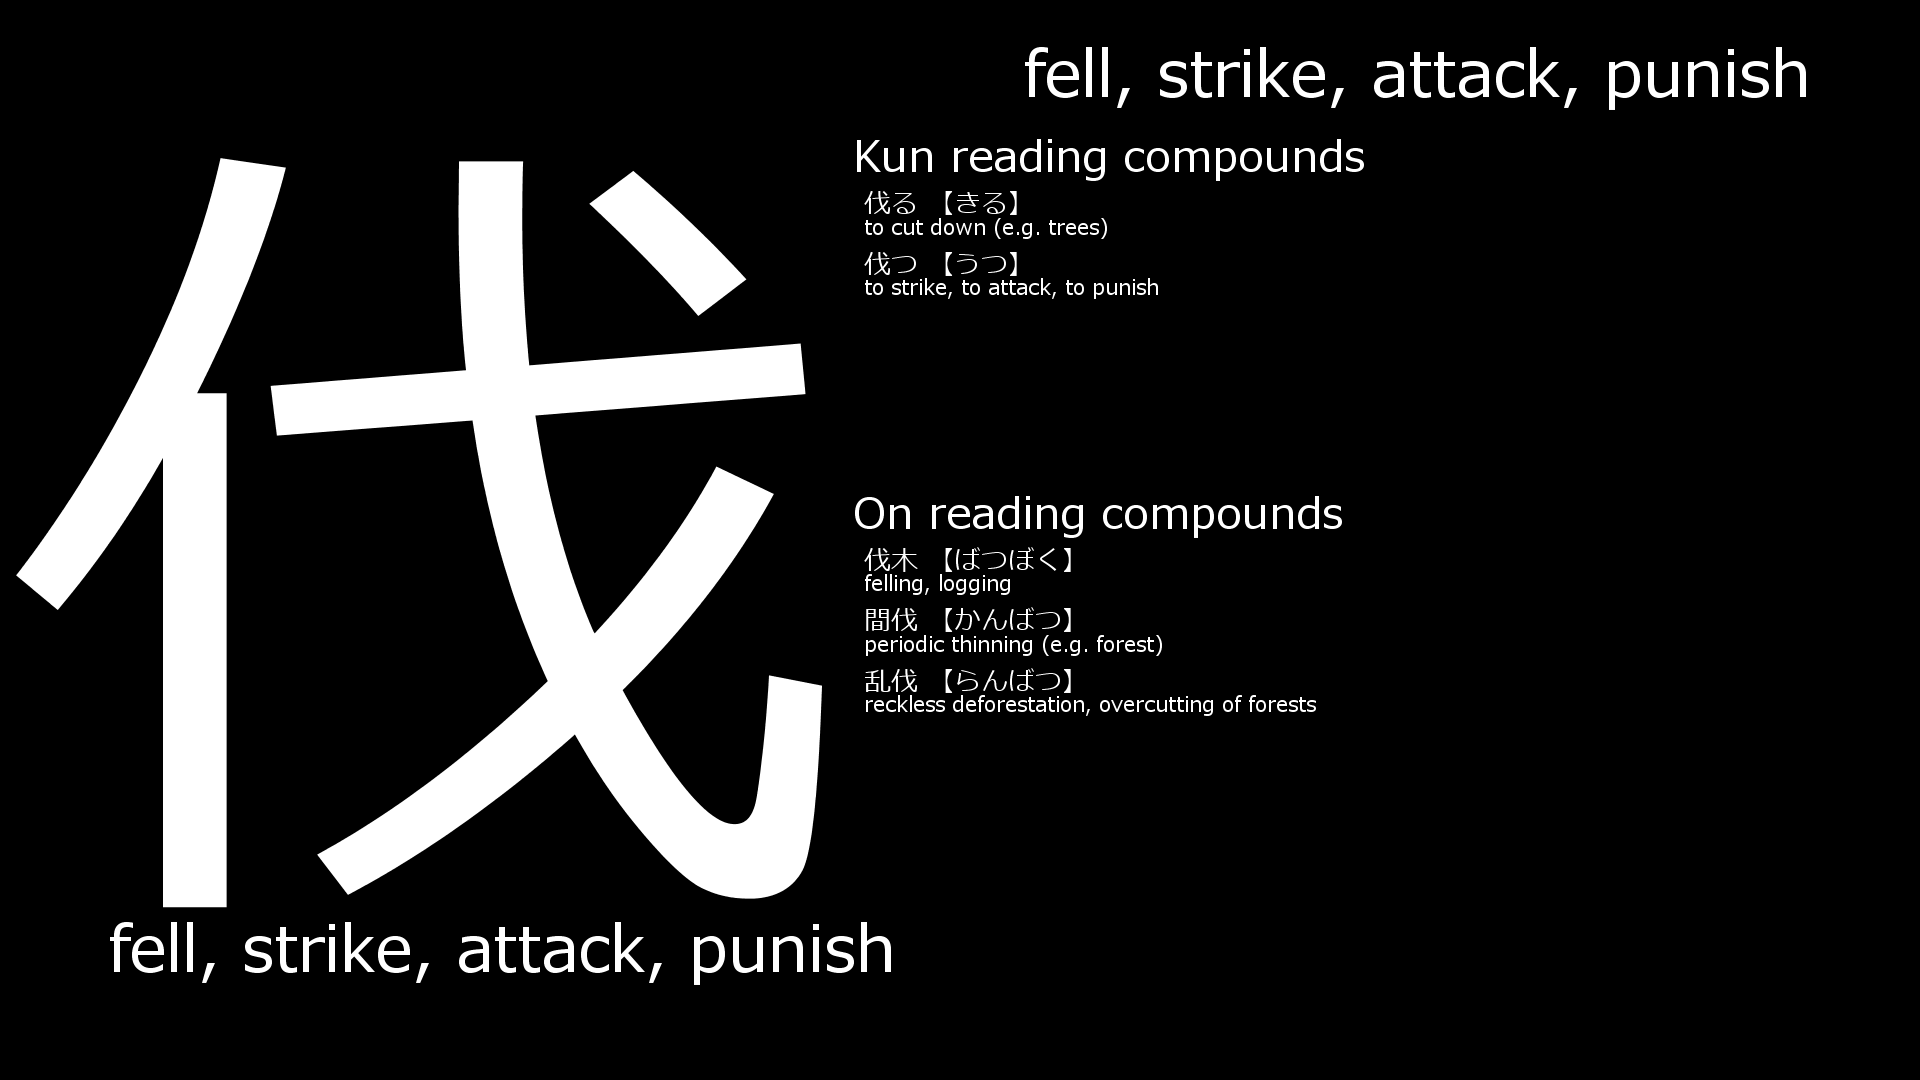 fell, strike, attack, punish
伐
Kun reading compounds
伐る 【きる】
to cut down (e.g. trees)
伐つ 【うつ】
to strike, to attack, to punish
On reading compounds
伐木 【ばつぼく】
felling, logging
間伐 【かんばつ】
periodic thinning (e.g. forest)
乱伐 【らんばつ】
reckless deforestation, overcutting of forests
fell, strike, attack, punish